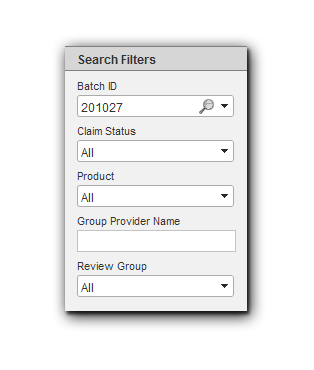 Search Filters
Batch ID
201027
Claim Status
All
Product
All
Group Provider Name
Review Group
All